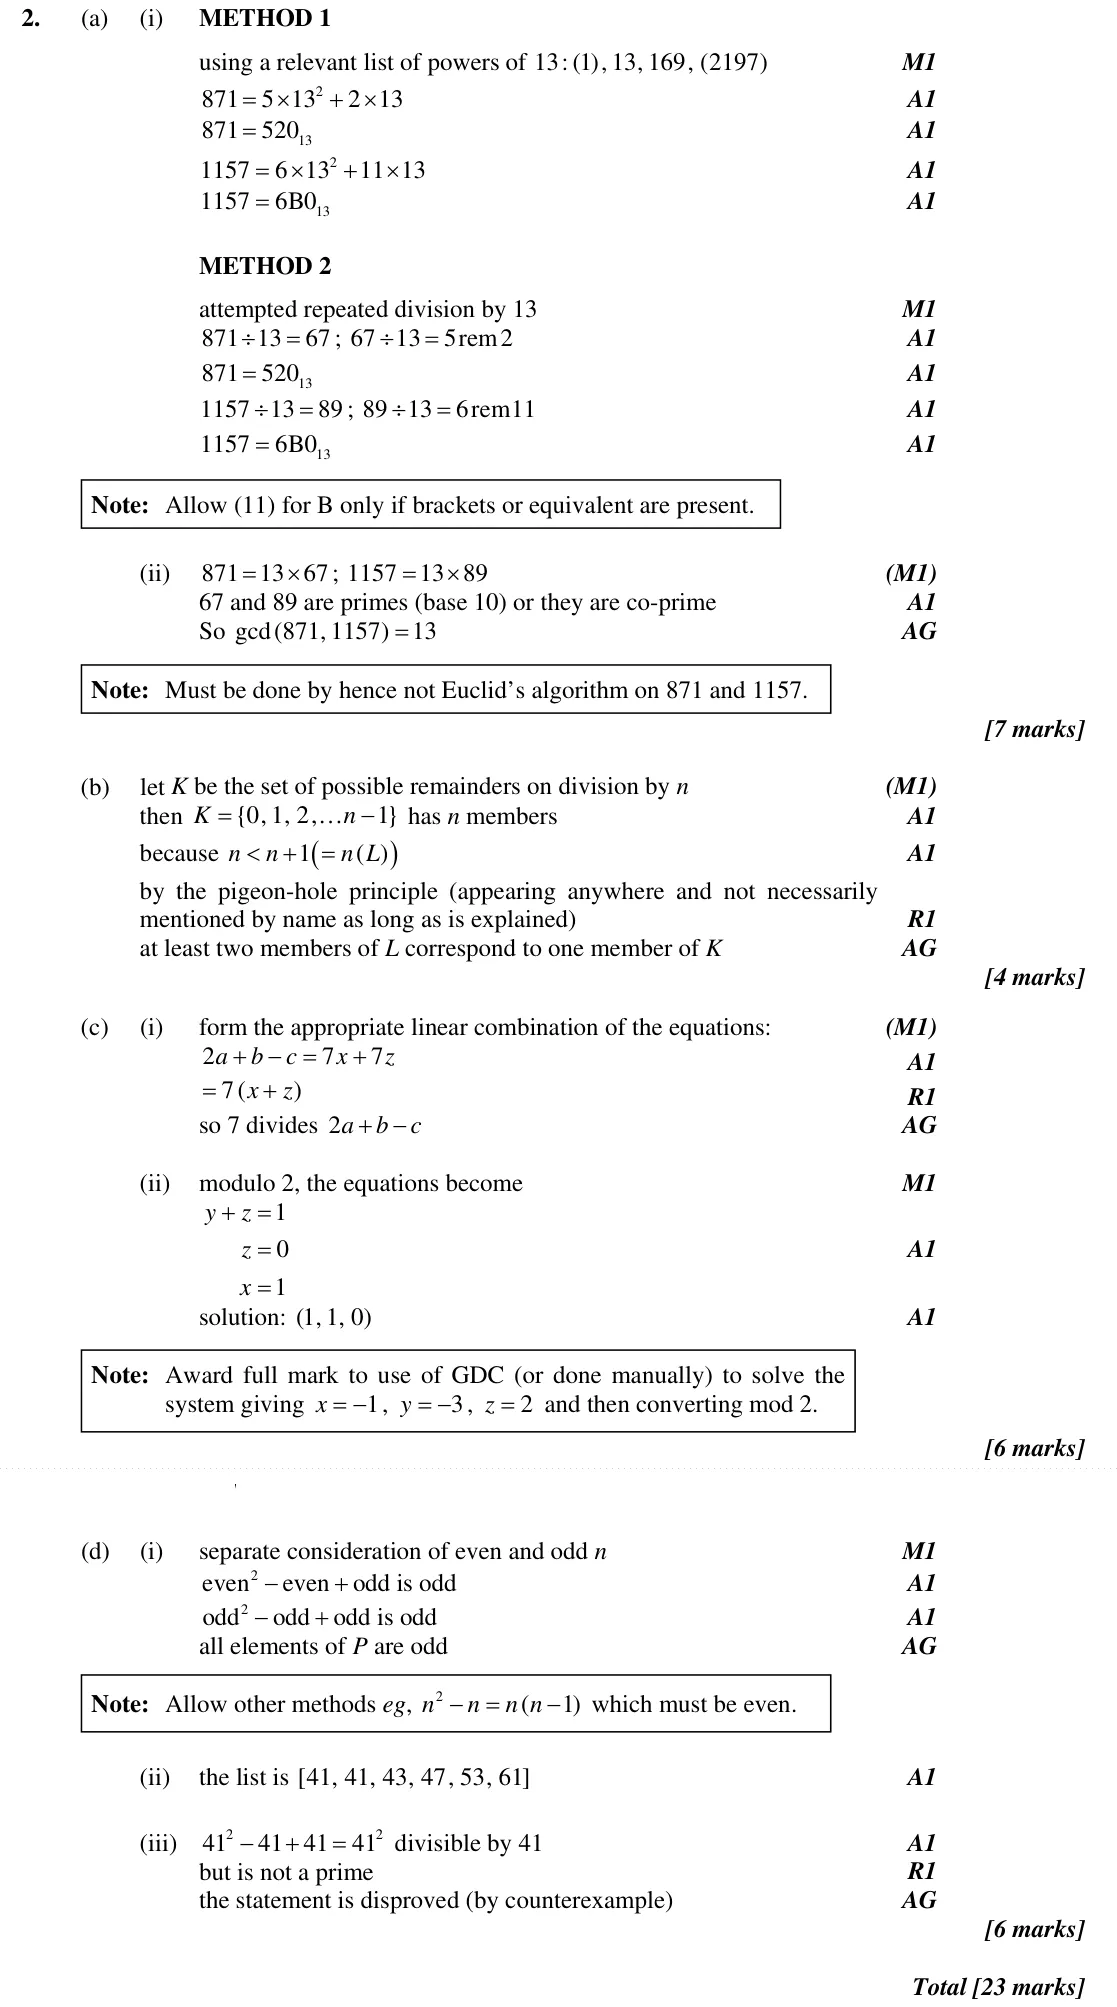 2. (a) (i) METHOD 1
using a relevant list of powers of 13: (1), 13, 169, (2197) M1
871 = 5×13² + 2×13 A1
871 = 520₁₃ A1
1157 = 6×13² + 11×13 A1
1157 = 6B0₁₃ A1
METHOD 2
attempted repeated division by 13 M1
871 ÷ 13 = 67; 67 ÷ 13 = 5 rem 2 A1
871 = 520₁₃ A1
1157 ÷ 13 = 89; 89 ÷ 13 = 6 rem 11 A1
1157 = 6B0₁₃ A1
Note: Allow (11) for B only if brackets or equivalent are present.
(ii) 871 = 13×67; 1157 = 13×89 (M1)
67 and 89 are primes (base 10) or they are co-prime A1
So gcd(871, 1157) = 13 AG
Note: Must be done by hence not Euclid's algorithm on 871 and 1157.
[7 marks]
(b) let K be the set of possible remainders on division by n (M1)
then K = {0, 1, 2,…n − 1} has n members A1
because n < n + 1(= n(L)) A1
by the pigeon-hole principle (appearing anywhere and not necessarily
mentioned by name as long as is explained) R1
at least two members of L correspond to one member of K AG
[4 marks]
(c) (i) form the appropriate linear combination of the equations: (M1)
2a + b − c = 7x + 7z A1
= 7(x + z) R1
so 7 divides 2a + b − c AG
(ii) modulo 2, the equations become M1
y + z = 1
z = 0 A1
x = 1
solution: (1, 1, 0) A1
Note: Award full mark to use of GDC (or done manually) to solve the
system giving x = −1, y = −3, z = 2 and then converting mod 2.
[6 marks]
(d) (i) separate consideration of even and odd n M1
even² − even + odd is odd A1
odd² − odd + odd is odd A1
all elements of P are odd AG
Note: Allow other methods eg, n² − n = n(n − 1) which must be even.
(ii) the list is [41, 41, 43, 47, 53, 61] A1
(iii) 41² − 41 + 41 = 41² divisible by 41 A1
but is not a prime R1
the statement is disproved (by counterexample) AG
[6 marks]
Total [23 marks]